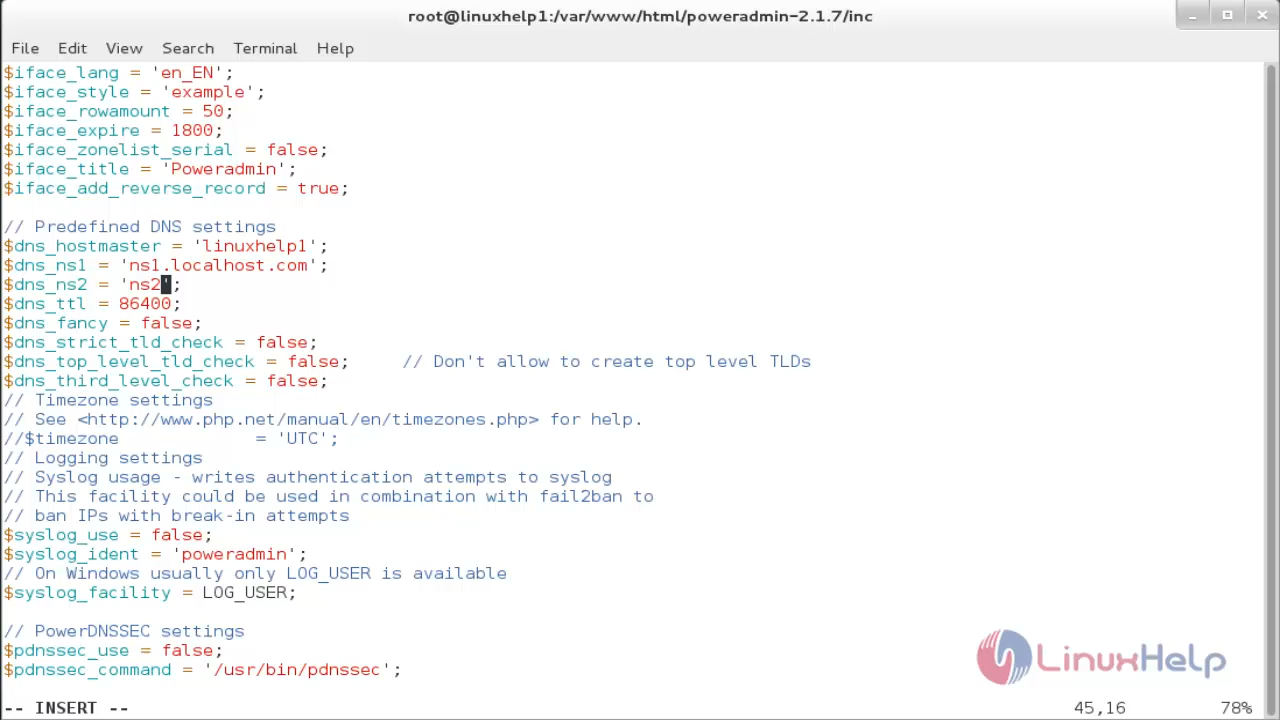 root@linuxhelp1:/var/www/html/poweradmin-2.1.7/inc
File Edit View Search Terminal Help
$iface_lang = 'en_EN';
$iface_style = 'example';
$iface_rowamount = 50;
$iface_expire = 1800;
$iface_zonelist_serial = false;
$iface_title = 'Poweradmin';
$iface_add_reverse_record = true;
// Predefined DNS settings
$dns_hostmaster = 'linuxhelp1';
$dns_ns1 = 'ns1.localhost.com';
$dns_ns2 = 'ns2';
$dns_ttl = 86400;
$dns_fancy = false;
$dns_strict_tld_check = false;
$dns_top_level_tld_check = false;     // Don't allow to create top level TLDs
$dns_third_level_check = false;
// Timezone settings
// See <http://www.php.net/manual/en/timezones.php> for help.
//$timezone             = 'UTC';
// Logging settings
// Syslog usage - writes authentication attempts to syslog
// This facility could be used in combination with fail2ban to
// ban IPs with break-in attempts
$syslog_use = false;
$syslog_ident = 'poweradmin';
// On Windows usually only LOG_USER is available
$syslog_facility = LOG_USER;
// PowerDNSSEC settings
$pdnssec_use = false;
$pdnssec_command = '/usr/bin/pdnssec';
LinuxHelp
-- INSERT -- 45,16 78%